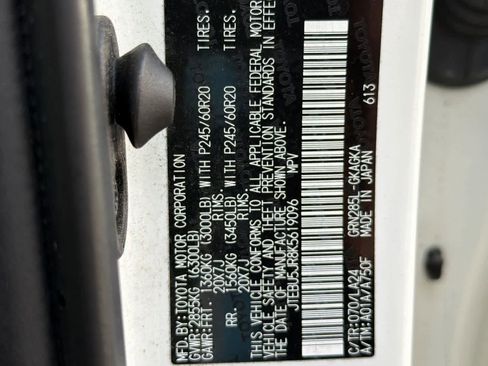 MFD. BY: TOYOTA MOTOR CORPORATION
GVWR: 2855KG (6300LB)
GAWR: FRT. 1360KG (3000LB) WITH P245/60R20 TIRES,
20X7J RIMS,
RR. 1560KG (3450LB) WITH P245/60R20 TIRES,
20X7J RIMS,
THIS VEHICLE CONFORMS TO ALL APPLICABLE FEDERAL MOTOR
VEHICLE SAFETY AND THEFT PREVENTION STANDARDS IN EFFE
THE DATE OF MANUFACTURE SHOWN ABOVE.
JTEBU5JR8K5619096 MPV
613
C/TR: 070/LA24 GRN285L-GKAGKA
A/TM: A01A/A750F MADE IN JAPAN